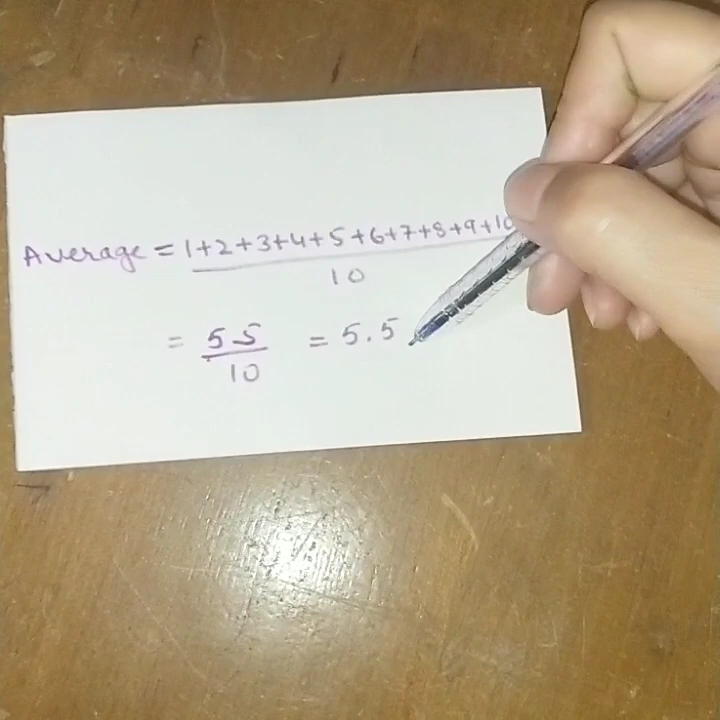 Average = 1+2+3+4+5+6+7+8+9+10
10
= 55 = 5.5
10